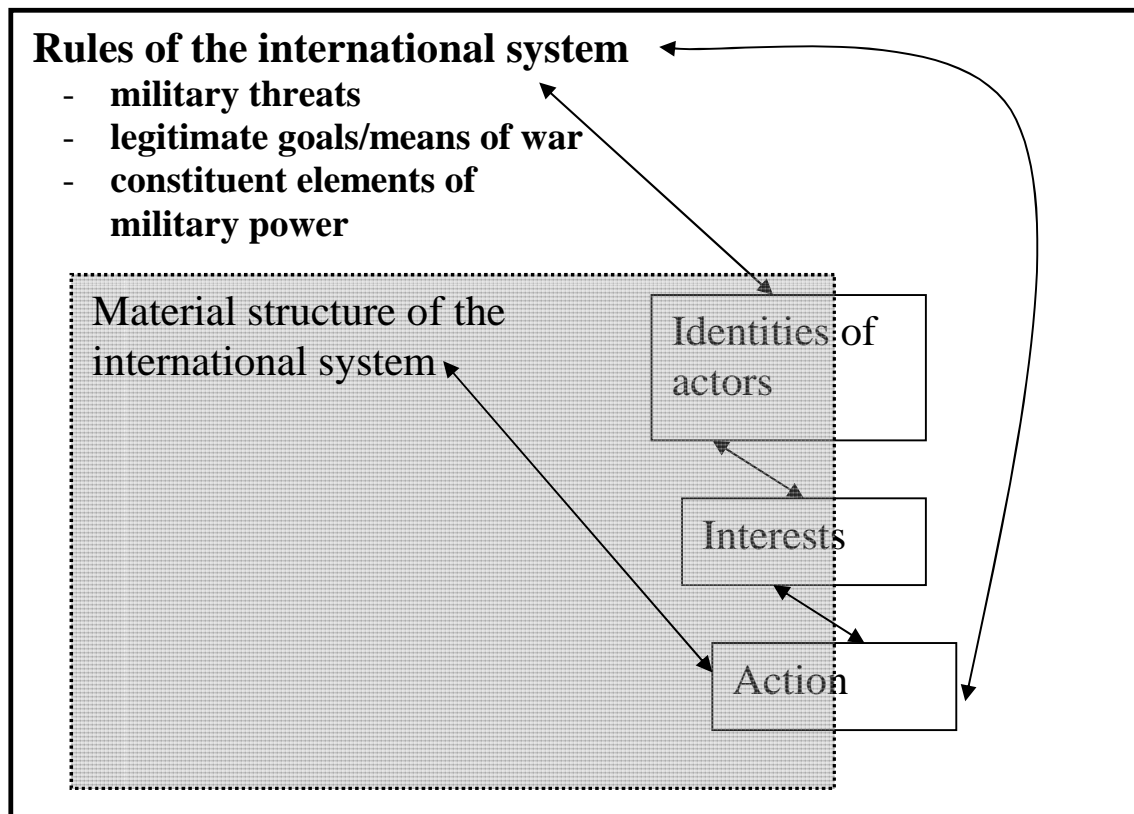 Rules of the international system
- military threats
- legitimate goals/means of war
- constituent elements of
military power
Material structure of the
international system
Identities of
actors
Interests
Action